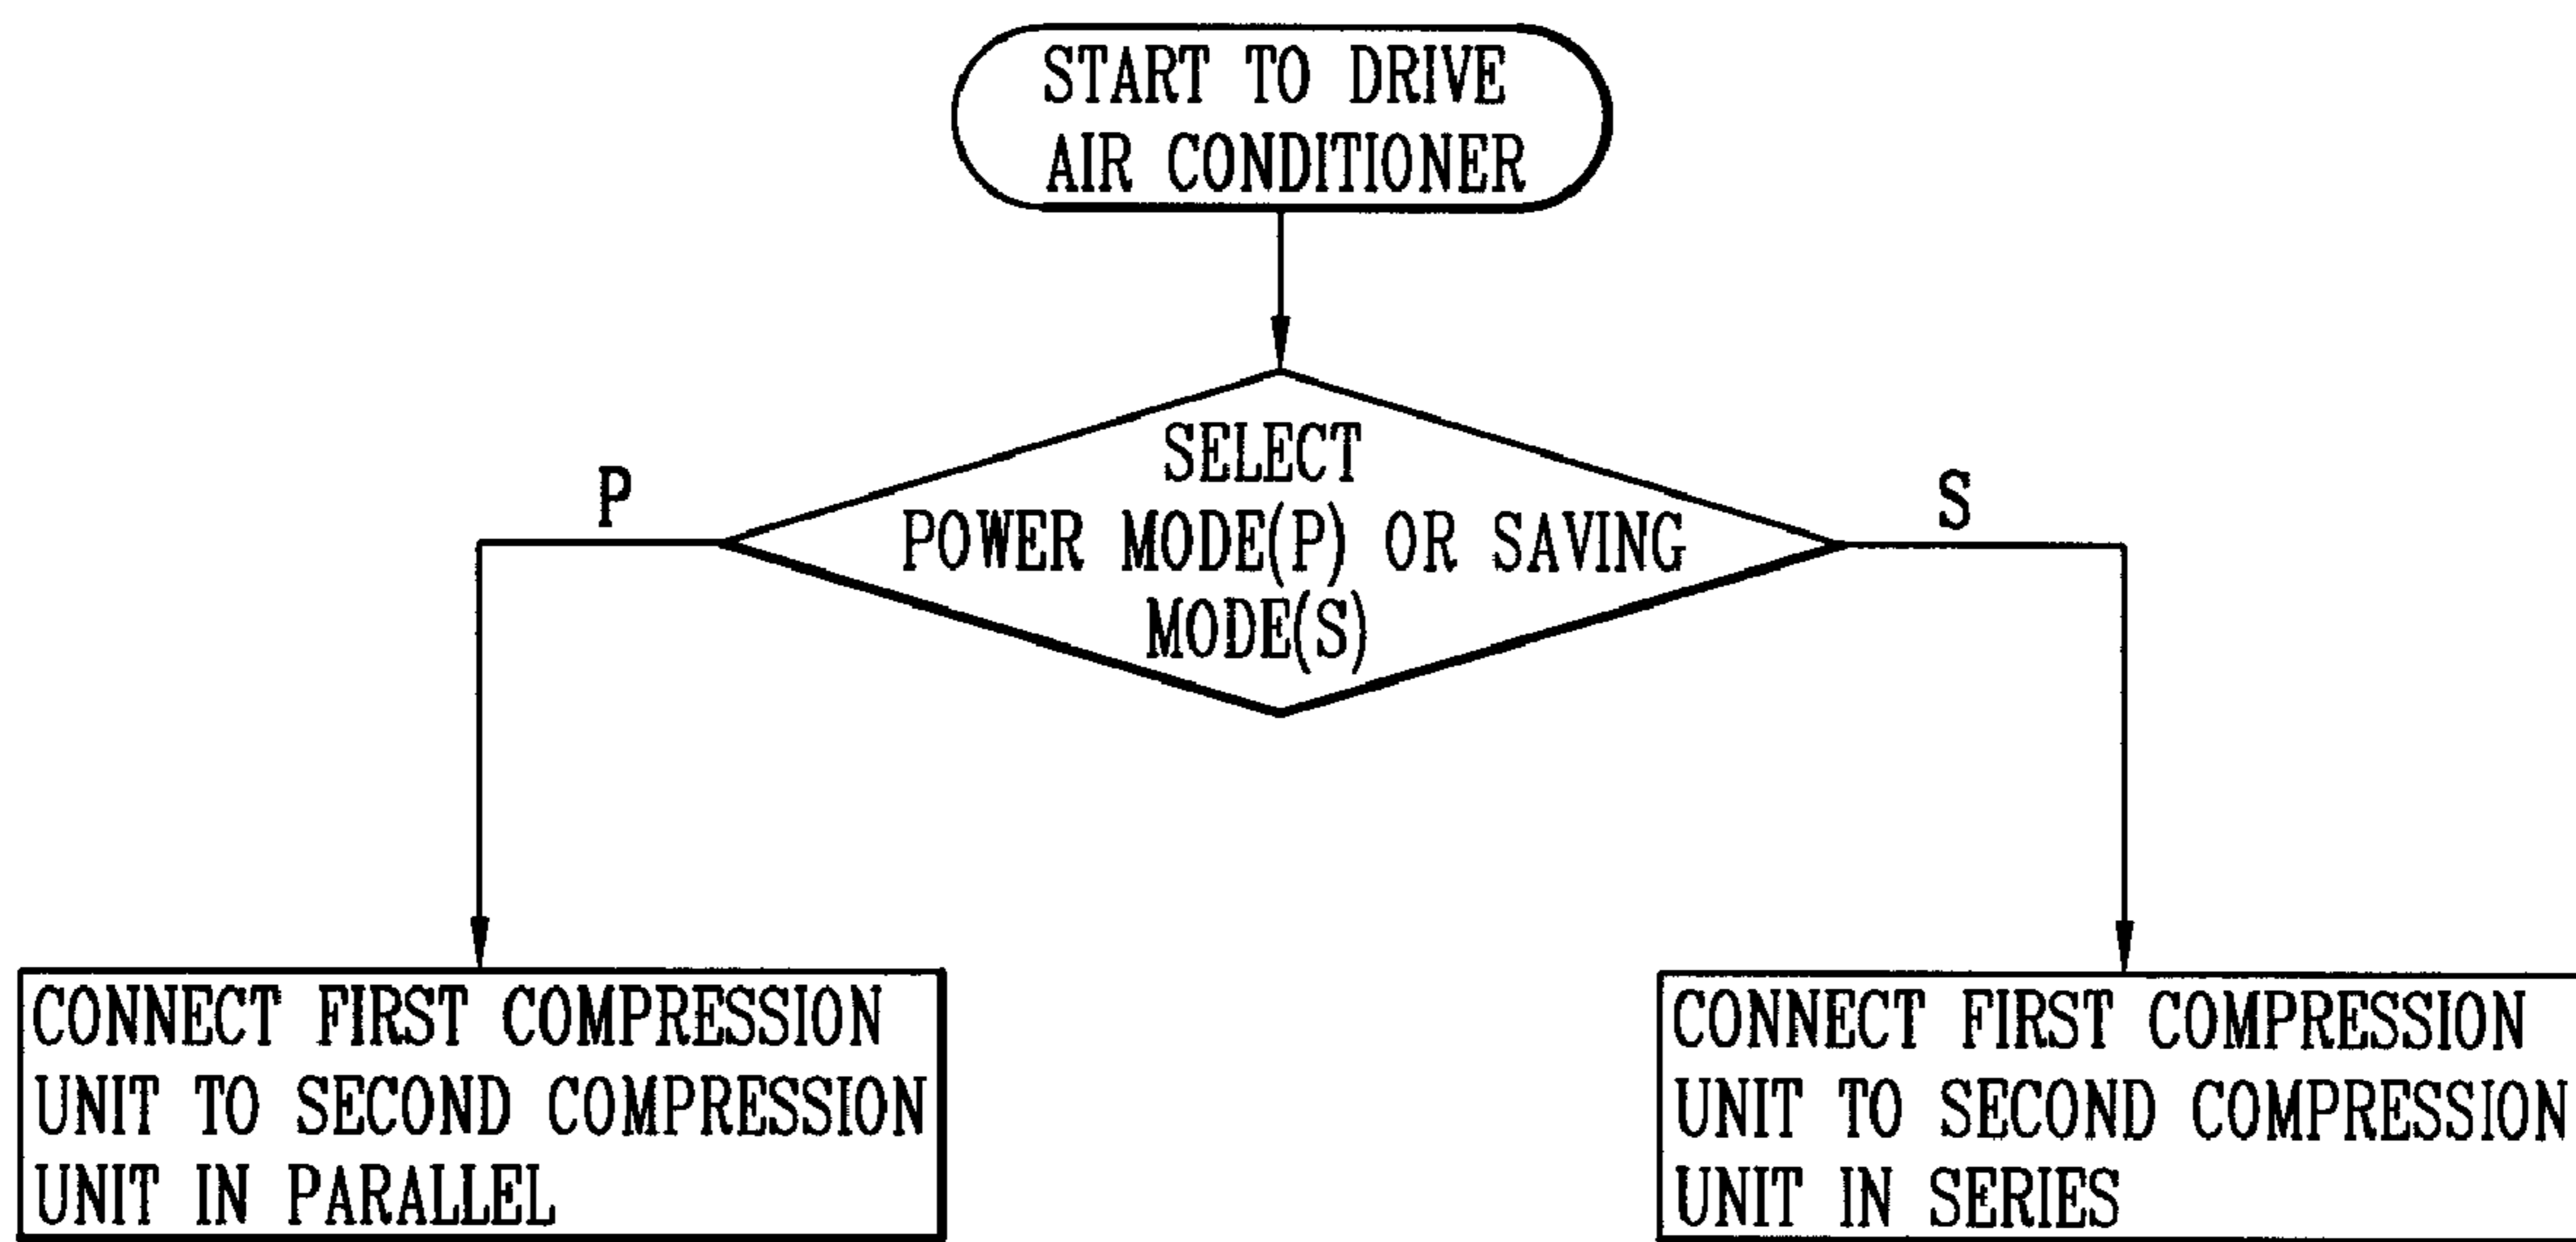 START TO DRIVE
AIR CONDITIONER
SELECT
POWER MODE(P) OR SAVING
MODE(S)
P
S
CONNECT FIRST COMPRESSION
UNIT TO SECOND COMPRESSION
UNIT IN PARALLEL
CONNECT FIRST COMPRESSION
UNIT TO SECOND COMPRESSION
UNIT IN SERIES